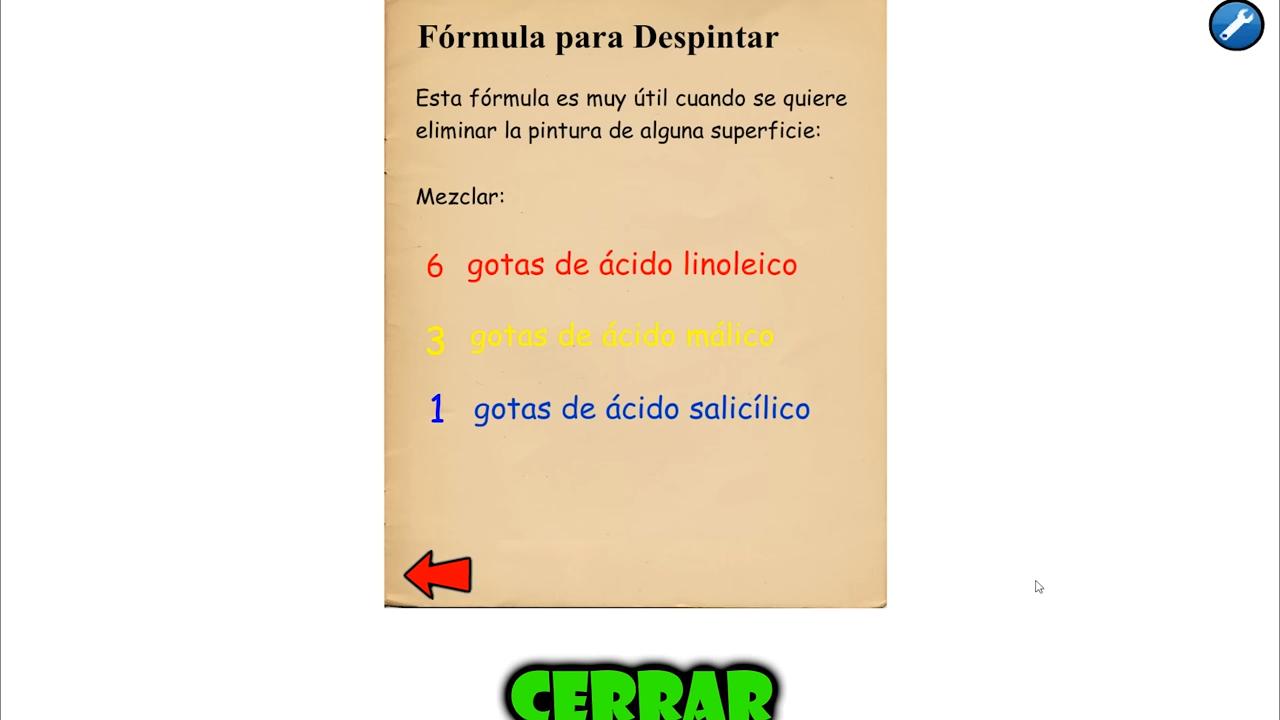 Fórmula para Despintar
Esta fórmula es muy útil cuando se quiere
eliminar la pintura de alguna superficie:
Mezclar:
6 gotas de ácido linoleico
3 gotas de ácido málico
1 gotas de ácido salicílico
CERRAR